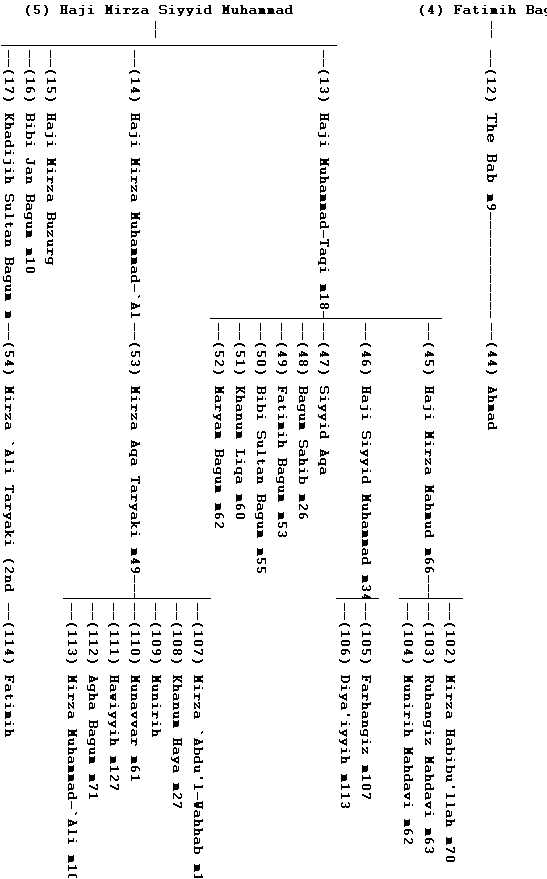 (5) Haji Mirza Siyyid Muhammad
(4) Fatimih Bag
(17) Khadijih Sultan Bagum m
(16) Bibi Jan Bagum m10
(15) Haji Mirza Buzurg
(14) Haji Mirza Muhammad-`Al
(13) Haji Muhammad-Taqi m18
(12) The Bab m9
(54) Mirza `Ali Taryaki (2nd
(53) Mirza Aqa Taryaki m49
(52) Maryam Bagum m62
(51) Khanum Liqa m60
(50) Bibi Sultan Bagum m55
(49) Fatimih Bagum m53
(48) Bagum Sahib m26
(47) Siyyid Aqa
(46) Haji Siyyid Muhammad m34
(45) Haji Mirza Mahmud m66
(44) Ahmad
(114) Fatimih
(113) Mirza Muhammad-`Ali m10
(112) Agha Bagum m71
(111) Hawiyyih m127
(110) Munavvar m61
(109) Munirih
(108) Khanum Haya m27
(107) Mirza `Abdu'l-Wahhab m1
(106) Diya'iyyih m113
(105) Farhangiz m107
(104) Munirih Mahdavi m62
(103) Ruhangiz Mahdavi m63
(102) Mirza Habibu'llah m70